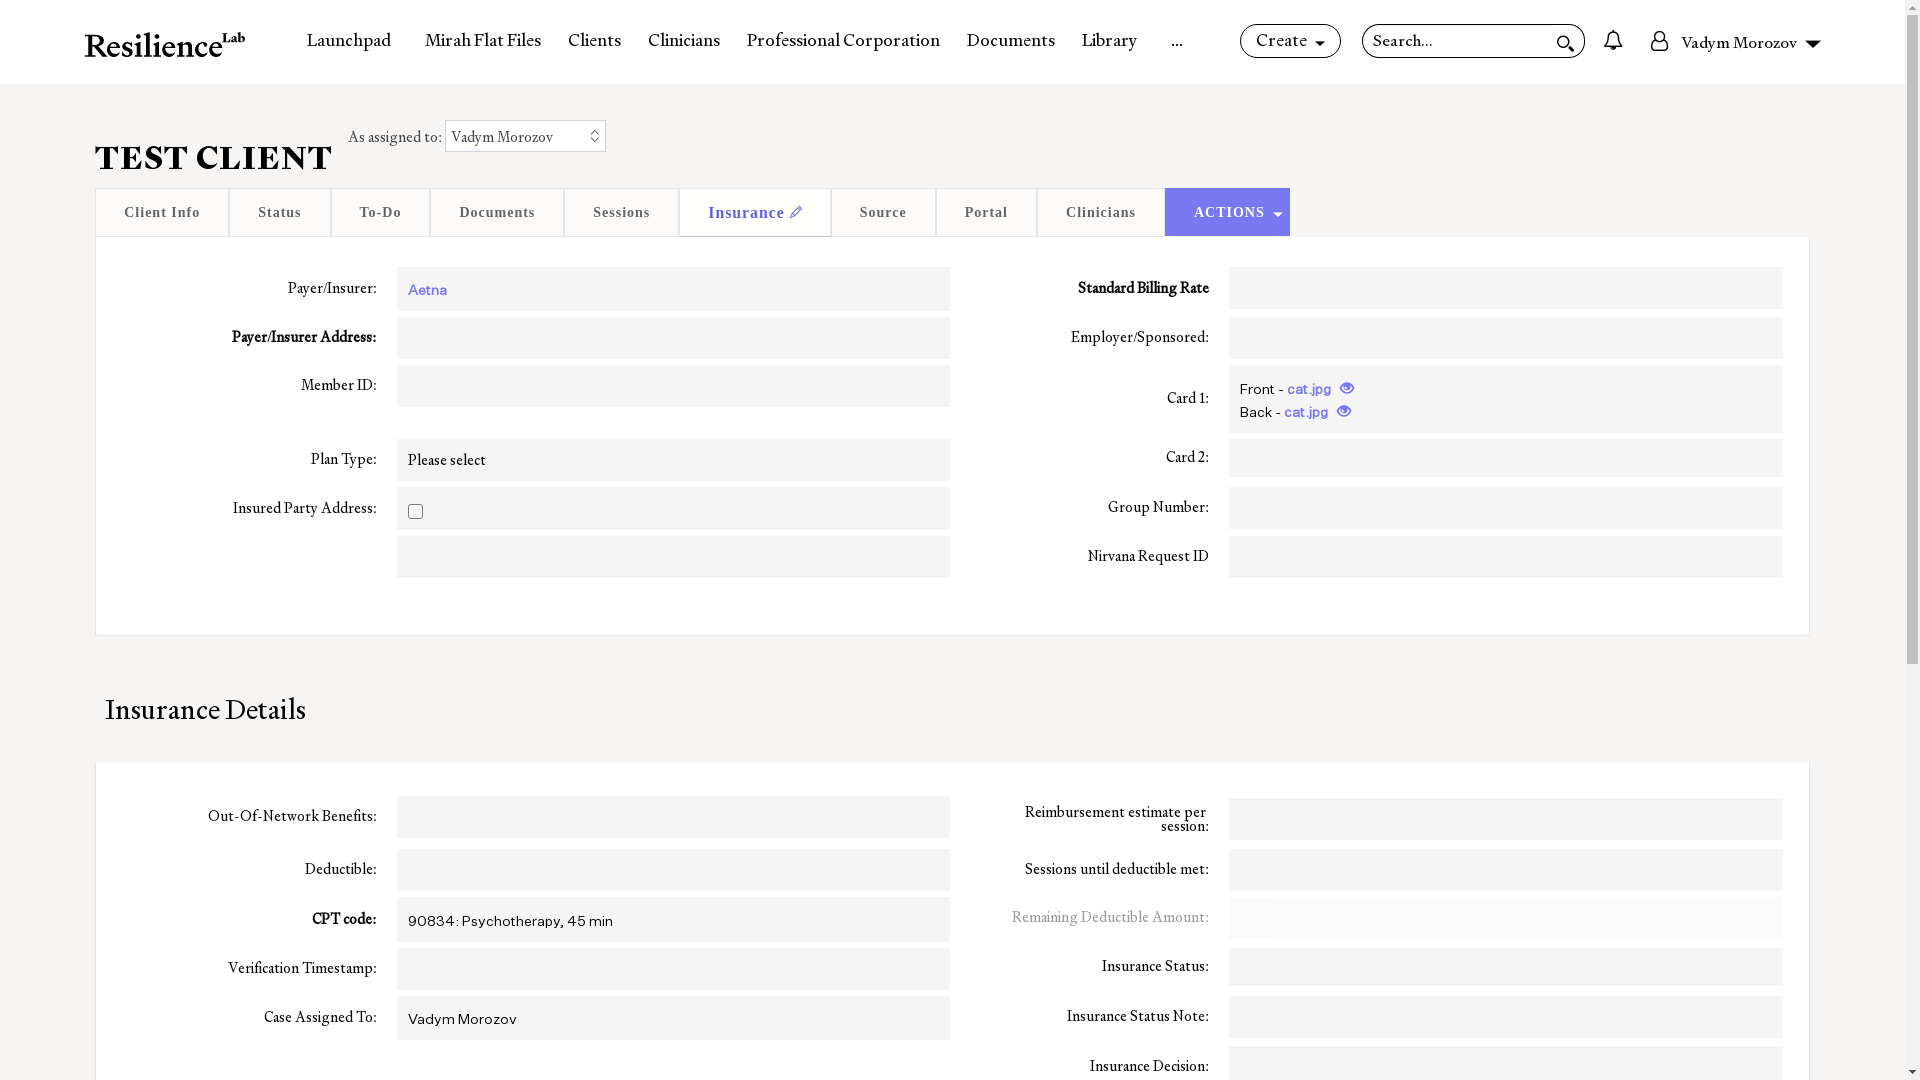 ResilienceLab
Launchpad Mirah Flat Files Clients Clinicians Professional Corporation Documents Library ... Create Search... Vadym Morozov
As assigned to: Vadym Morozov
TEST CLIENT
Client Info Status To-Do Documents Sessions Insurance Source Portal Clinicians ACTIONS
Payer/Insurer: Aetna
Standard Billing Rate
Payer/Insurer Address:
Employer/Sponsored:
Member ID:
Card 1: Front - cat.jpg
Back - cat.jpg
Plan Type: Please select
Card 2:
Insured Party Address:
Group Number:
Nirvana Request ID
Insurance Details
Out-Of-Network Benefits:
Reimbursement estimate per
session:
Deductible:
Sessions until deductible met:
CPT code: 90834: Psychotherapy, 45 min
Remaining Deductible Amount:
Verification Timestamp:
Insurance Status:
Case Assigned To: Vadym Morozov
Insurance Status Note:
Insurance Decision: